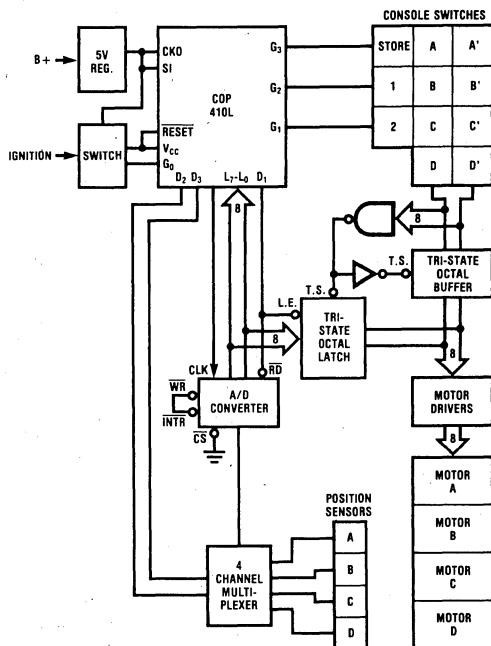 CONSOLE SWITCHES
B+
5V
REG.
CKO
SI
COP
410L
G3
G2
G1
STORE
A
A'
1
B
B'
2
C
C'
D
D'
IGNITION
SWITCH
RESET
VCC
G0
D2
D3
L7-L0
D1
8
8
T.S.
T.S.
TRI-STATE
OCTAL
BUFFER
L.E.
TRI-
STATE
OCTAL
LATCH
8
8
CLK
RD
WR
INTR
A/D
CONVERTER
CS
MOTOR
DRIVERS
8
MOTOR
A
MOTOR
B
MOTOR
C
MOTOR
D
POSITION
SENSORS
A
B
C
D
4
CHANNEL
MULTI-
PLEXER